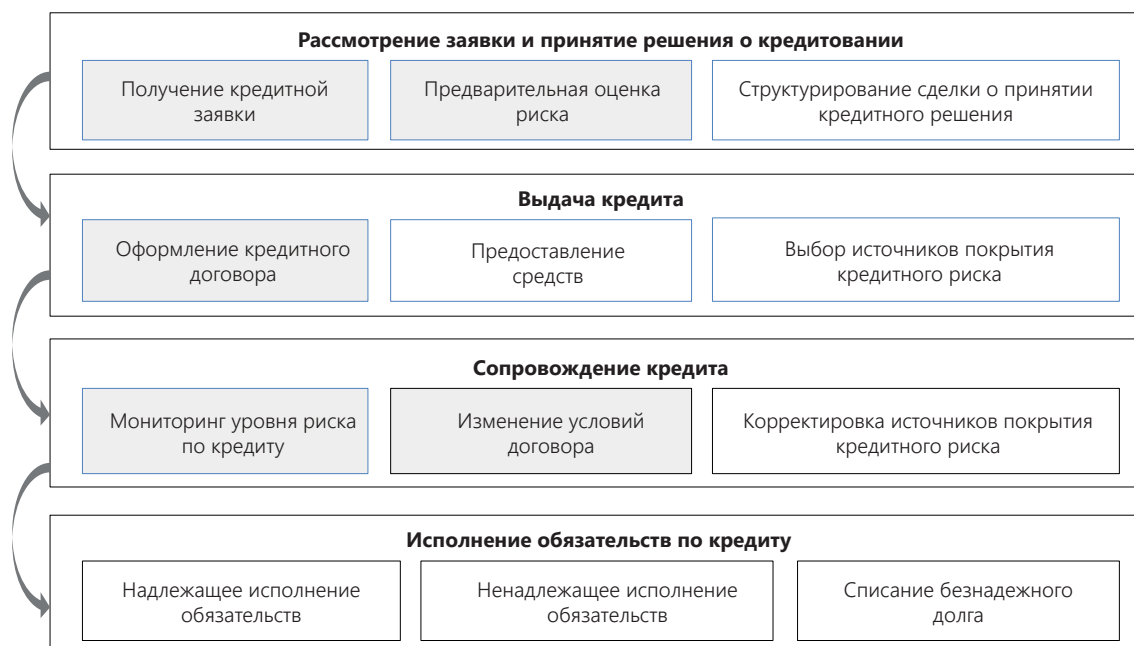 Рассмотрение заявки и принятие решения о кредитовании
Получение кредитной
заявки
Предварительная оценка
риска
Структурирование сделки о принятии
кредитного решения
Выдача кредита
Оформление кредитного
договора
Предоставление
средств
Выбор источников покрытия
кредитного риска
Сопровождение кредита
Мониторинг уровня риска
по кредиту
Изменение условий
договора
Корректировка источников покрытия
кредитного риска
Исполнение обязательств по кредиту
Надлежащее исполнение
обязательств
Ненадлежащее исполнение
обязательств
Списание безнадежного
долга